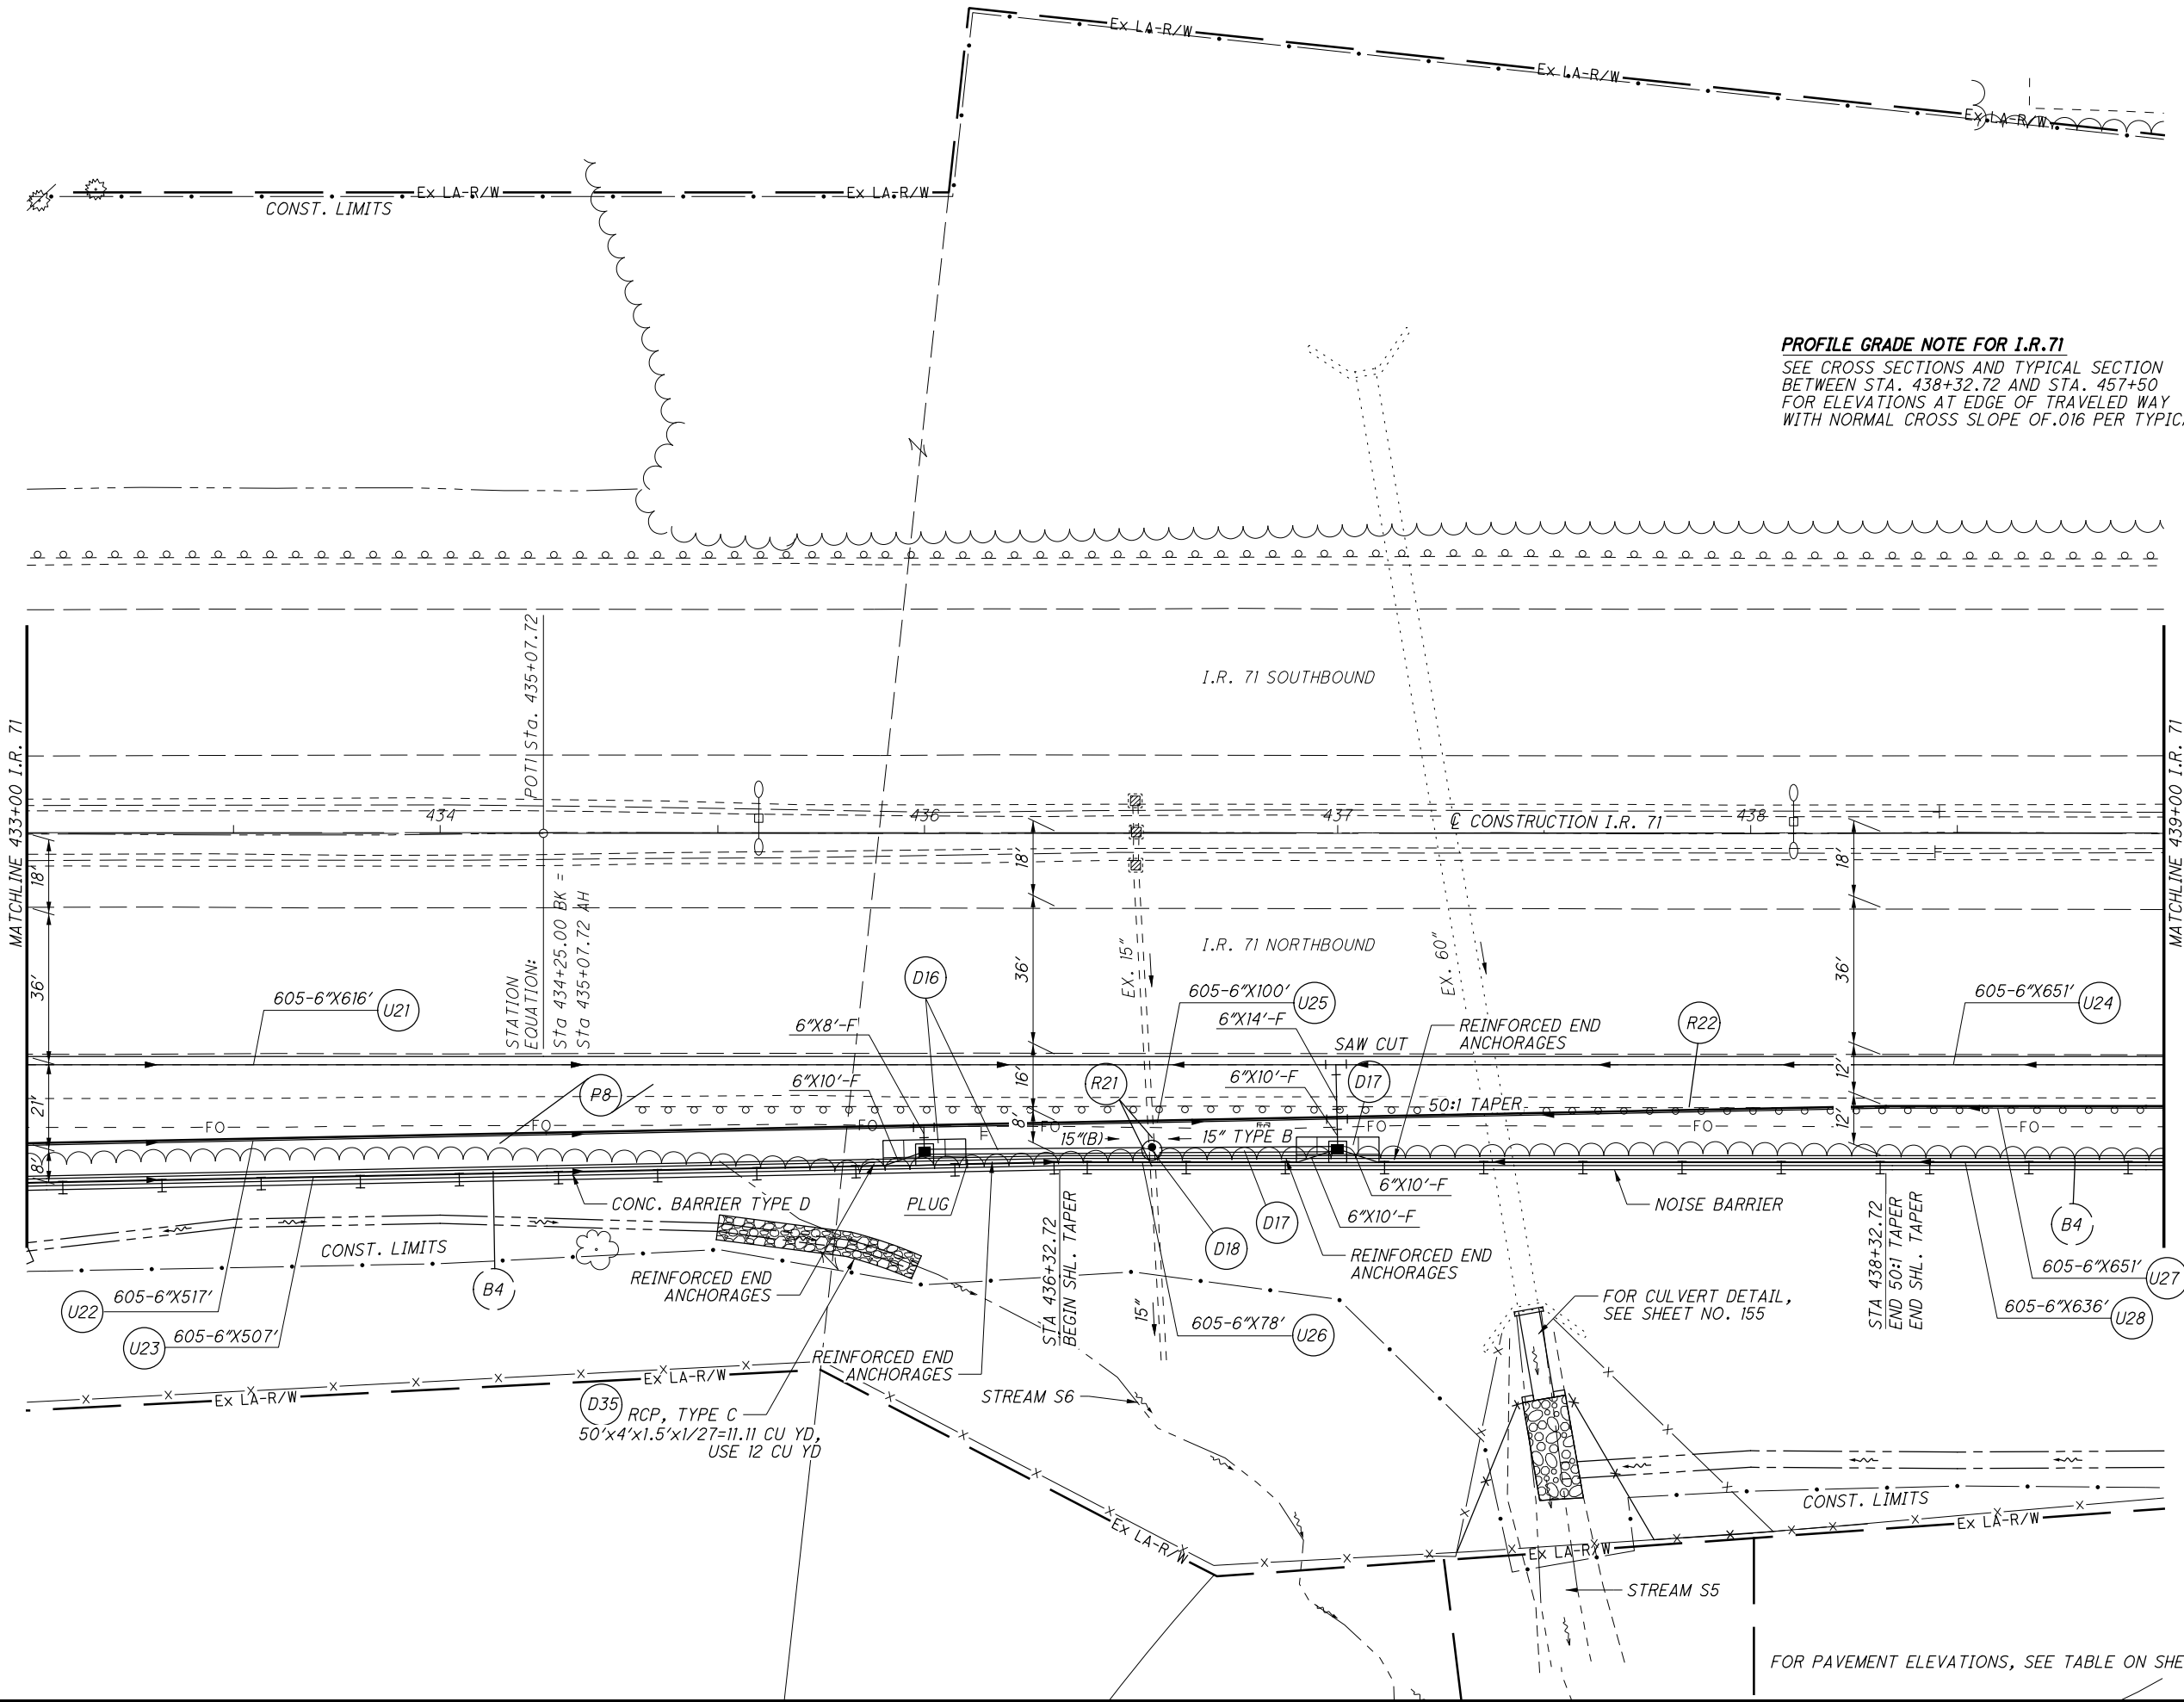 Ex LA-R/W
Ex LA-R/W
Ex LA-R/W
Ex LA-R/W
Ex LA-R/W
CONST. LIMITS
PROFILE GRADE NOTE FOR I.R.71
SEE CROSS SECTIONS AND TYPICAL SECTION
BETWEEN STA. 438+32.72 AND STA. 457+50
FOR ELEVATIONS AT EDGE OF TRAVELED WAY
WITH NORMAL CROSS SLOPE OF.016 PER TYPICA
MATCHLINE 433+00 I.R. 71
POT11Sta. 435+07.72
I.R. 71 SOUTHBOUND
MATCHLINE 439+00 I.R. 71
434
436
437
℄ CONSTRUCTION I.R. 71
438
18'
18'
18'
STATION
EQUATION:
Sta 434+25.00 BK =
Sta 435+07.72 AH
I.R. 71 NORTHBOUND
EX. 15"
EX. 60"
36'
36'
36'
605-6"X616'
U21
D16
605-6"X100'
U25
605-6"X651'
U24
6"X8'-F
6"X14'-F
SAW CUT
REINFORCED END
ANCHORAGES
R22
6"X10'-F
R21
6"X10'-F
D17
P8
50:1 TAPER
21'
16'
12'
FO
FO
FO
FO
FO
FO
FO
8'
8'
12'
15"(B)
15" TYPE B
CONC. BARRIER TYPE D
PLUG
6"X10'-F
6"X10'-F
NOISE BARRIER
D17
D18
B4
CONST. LIMITS
REINFORCED END
ANCHORAGES
B4
STA 436+32.72
BEGIN SHL. TAPER
REINFORCED END
ANCHORAGES
STA 438+32.72
END 50:1 TAPER
END SHL. TAPER
605-6"X651'
U27
U22
605-6"X517'
U23
605-6"X507'
15"
605-6"X78'
U26
FOR CULVERT DETAIL,
SEE SHEET NO. 155
605-6"X636'
U28
REINFORCED END
ANCHORAGES
Ex LA-R/W
Ex LA-R/W
D35
RCP, TYPE C
50'x4'x1.5'x1/27=11.11 CU YD,
USE 12 CU YD
STREAM S6
Ex LA-R/W
CONST. LIMITS
Ex LA-R/W
Ex LA-R/W
STREAM S5
FOR PAVEMENT ELEVATIONS, SEE TABLE ON SHE